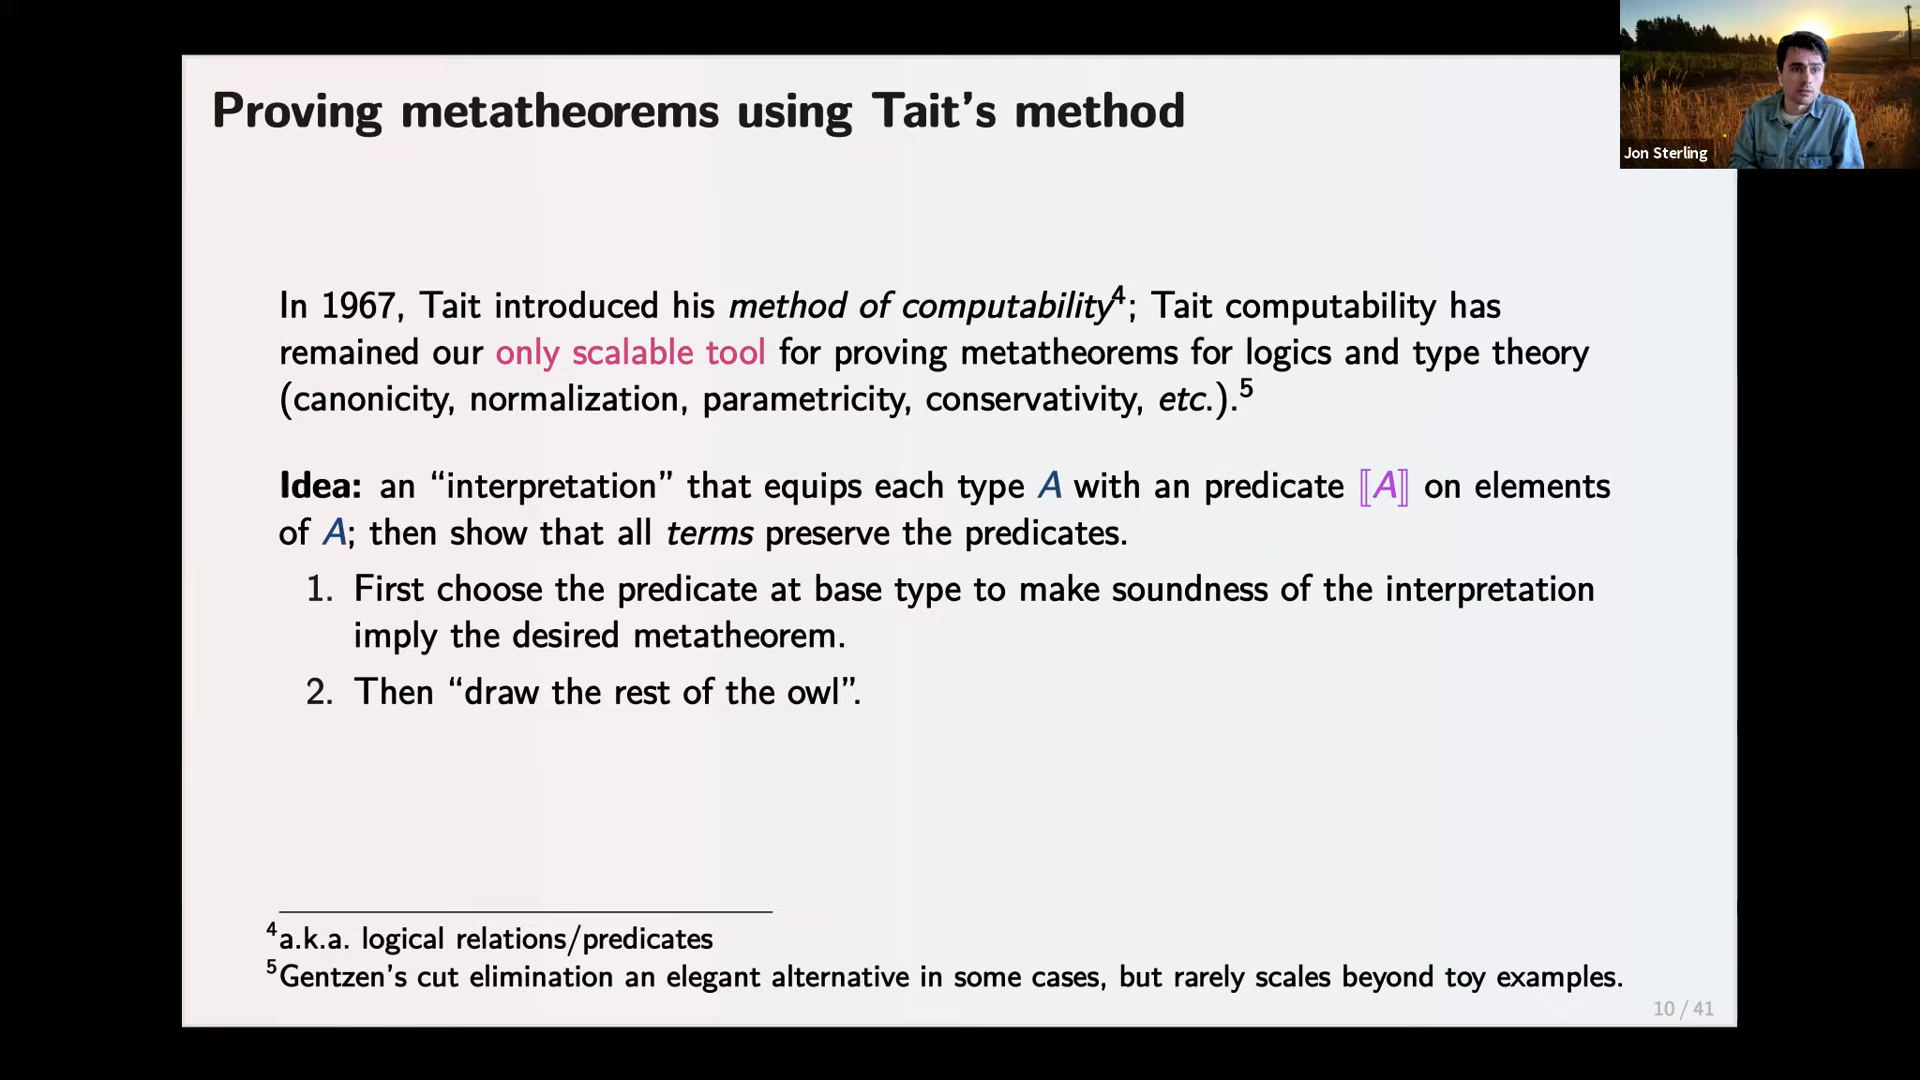 Proving metatheorems using Tait's method
Jon Sterling
In 1967, Tait introduced his method of computability⁴; Tait computability has
remained our only scalable tool for proving metatheorems for logics and type theory
(canonicity, normalization, parametricity, conservativity, etc.).⁵
Idea: an “interpretation” that equips each type A with an predicate ⟦A⟧ on elements
of A; then show that all terms preserve the predicates.
1. First choose the predicate at base type to make soundness of the interpretation
imply the desired metatheorem.
2. Then “draw the rest of the owl”.
⁴a.k.a. logical relations/predicates
⁵Gentzen's cut elimination an elegant alternative in some cases, but rarely scales beyond toy examples.
10 / 41